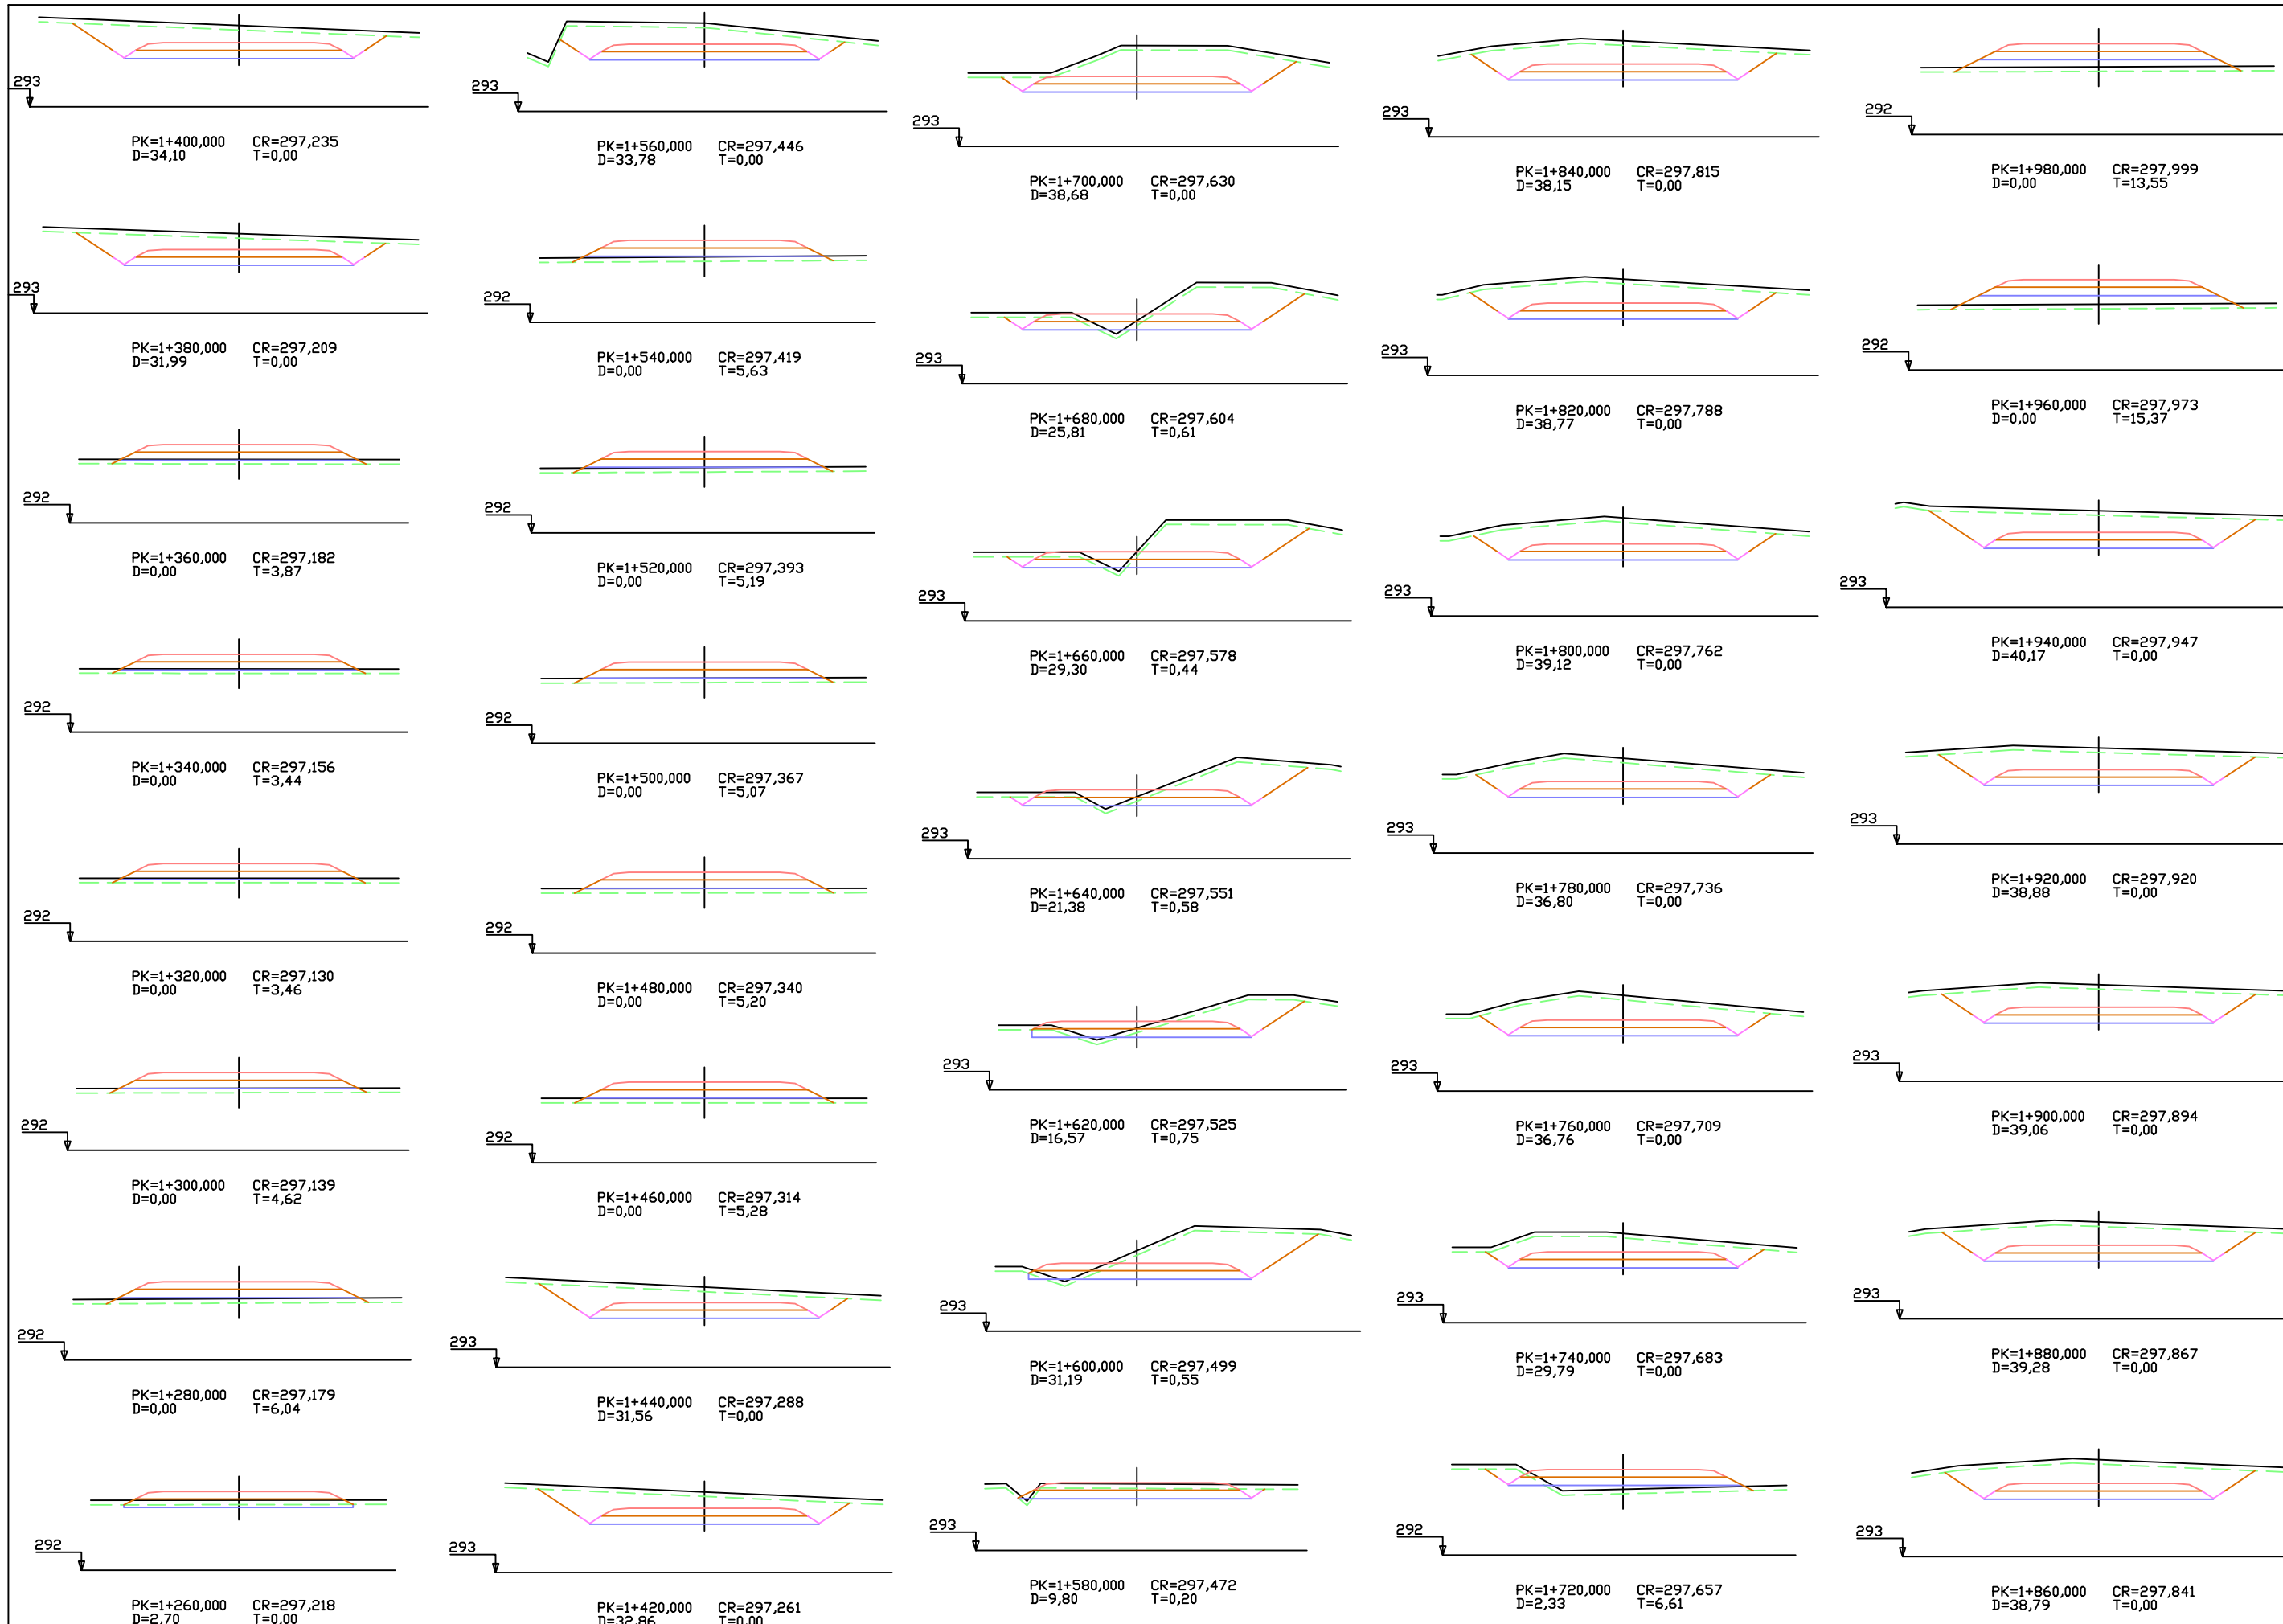 293
PK=1+400,000 CR=297,235
D=34,10 T=0,00
293
PK=1+380,000 CR=297,209
D=31,99 T=0,00
292
PK=1+360,000 CR=297,182
D=0,00 T=3,87
292
PK=1+340,000 CR=297,156
D=0,00 T=3,44
292
PK=1+320,000 CR=297,130
D=0,00 T=3,46
292
PK=1+300,000 CR=297,139
D=0,00 T=4,62
292
PK=1+280,000 CR=297,179
D=0,00 T=6,04
292
PK=1+260,000 CR=297,218
D=2,70 T=0,00
293
PK=1+560,000 CR=297,446
D=33,78 T=0,00
292
PK=1+540,000 CR=297,419
D=0,00 T=5,63
292
PK=1+520,000 CR=297,393
D=0,00 T=5,19
292
PK=1+500,000 CR=297,367
D=0,00 T=5,07
292
PK=1+480,000 CR=297,340
D=0,00 T=5,20
292
PK=1+460,000 CR=297,314
D=0,00 T=5,28
293
PK=1+440,000 CR=297,288
D=31,56 T=0,00
293
PK=1+420,000 CR=297,261
D=32,86 T=0,00
293
PK=1+700,000 CR=297,630
D=38,68 T=0,00
293
PK=1+680,000 CR=297,604
D=25,81 T=0,61
293
PK=1+660,000 CR=297,578
D=29,30 T=0,44
293
PK=1+640,000 CR=297,551
D=21,38 T=0,58
293
PK=1+620,000 CR=297,525
D=16,57 T=0,75
293
PK=1+600,000 CR=297,499
D=31,19 T=0,55
293
PK=1+580,000 CR=297,472
D=9,80 T=0,20
293
PK=1+840,000 CR=297,815
D=38,15 T=0,00
293
PK=1+820,000 CR=297,788
D=38,77 T=0,00
293
PK=1+800,000 CR=297,762
D=39,12 T=0,00
293
PK=1+780,000 CR=297,736
D=36,80 T=0,00
293
PK=1+760,000 CR=297,709
D=36,76 T=0,00
293
PK=1+740,000 CR=297,683
D=29,79 T=0,00
292
PK=1+720,000 CR=297,657
D=2,33 T=6,61
292
PK=1+980,000 CR=297,999
D=0,00 T=13,55
292
PK=1+960,000 CR=297,973
D=0,00 T=15,37
293
PK=1+940,000 CR=297,947
D=40,17 T=0,00
293
PK=1+920,000 CR=297,920
D=38,88 T=0,00
293
PK=1+900,000 CR=297,894
D=39,06 T=0,00
293
PK=1+880,000 CR=297,867
D=39,28 T=0,00
293
PK=1+860,000 CR=297,841
D=38,79 T=0,00